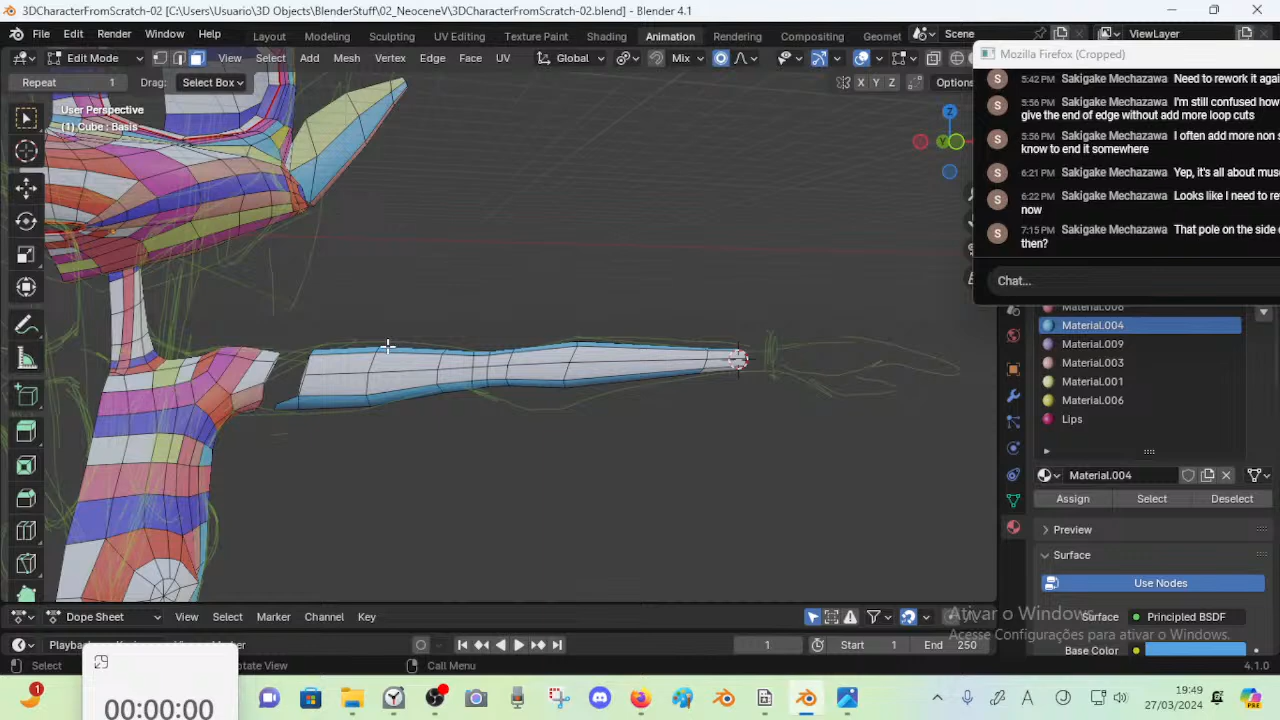 3DCharacterFromScratch-02 [C:\Users\Usuario\3D Objects\BlenderStuff\02_NeoceneV\3DCharacterFromScratch-02.blend] - Blender 4.1
File Edit Render Window Help Layout Modeling Sculpting UV Editing Texture Paint Shading Animation Rendering Compositing Geomet Scene ViewLayer
Edit Mode View Select Add Mesh Vertex Edge Face UV Global Mix
Repeat 1 Drag: Select Box X Y Z Options
User Perspective
(1) Cube : Basis
Z
Y
Mozilla Firefox (Cropped)
S 5:42 PM Sakigake Mechazawa Need to rework it agai
S 5:56 PM Sakigake Mechazawa I'm still confused how
give the end of edge without add more loop cuts
S 5:56 PM Sakigake Mechazawa I often add more non s
know to end it somewhere
S 6:21 PM Sakigake Mechazawa Yep, it's all about mus
S 6:22 PM Sakigake Mechazawa Looks like I need to re
now
S 7:15 PM Sakigake Mechazawa That pole on the side
then?
Chat...
Material.008
Material.004
Material.009
Material.003
Material.001
Material.006
Lips
Material.004
Assign Select Deselect
Preview
Surface
Use Nodes
Surface Principled BSDF
Base Color
Ativar o Windows
Acesse Configurações para ativar o Windows.
Dope Sheet View Select Marker Channel Key
Playba 1 Start 1 End 250
Select otate View Call Menu 4.1.0
00:00:00
1
19:49
27/03/2024
PRE